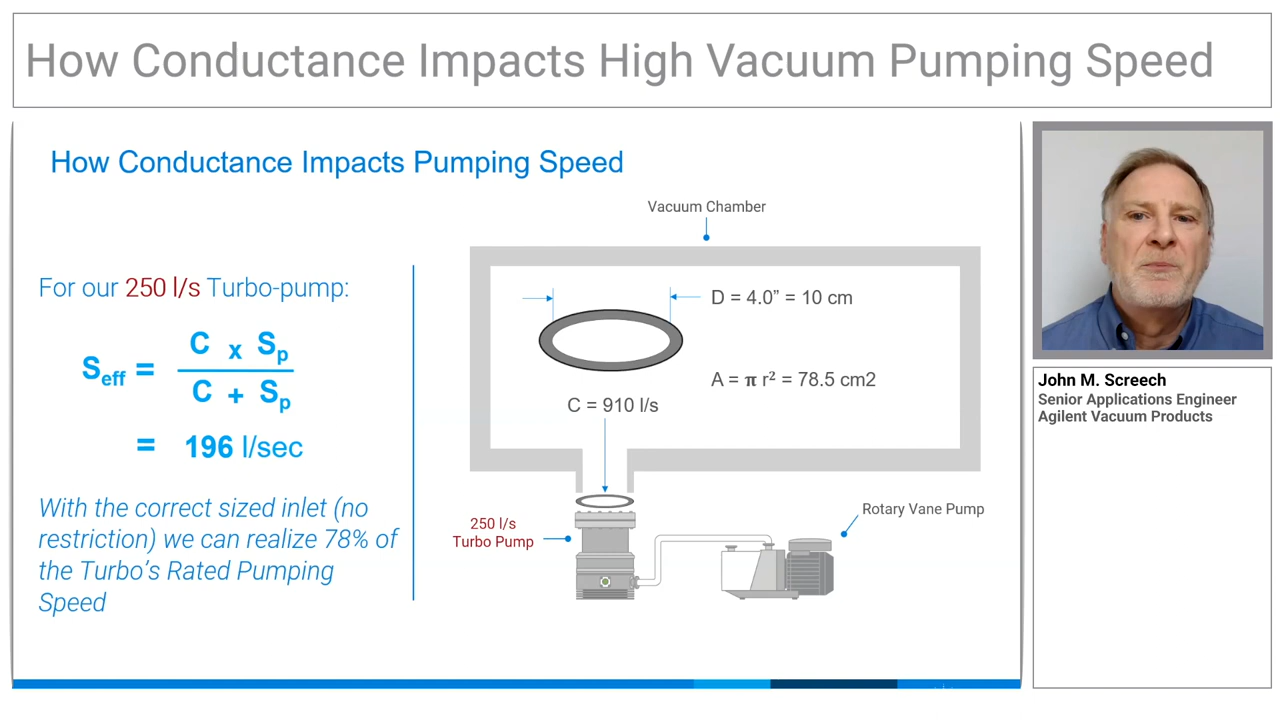 How Conductance Impacts High Vacuum Pumping Speed
How Conductance Impacts Pumping Speed
For our 250 l/s Turbo-pump:
S_eff = C x S_p / C + S_p
= 196 l/sec
With the correct sized inlet (no
restriction) we can realize 78% of
the Turbo’s Rated Pumping
Speed
Vacuum Chamber
D = 4.0” = 10 cm
A = π r² = 78.5 cm2
C = 910 l/s
250 l/s
Turbo Pump
Rotary Vane Pump
John M. Screech
Senior Applications Engineer
Agilent Vacuum Products